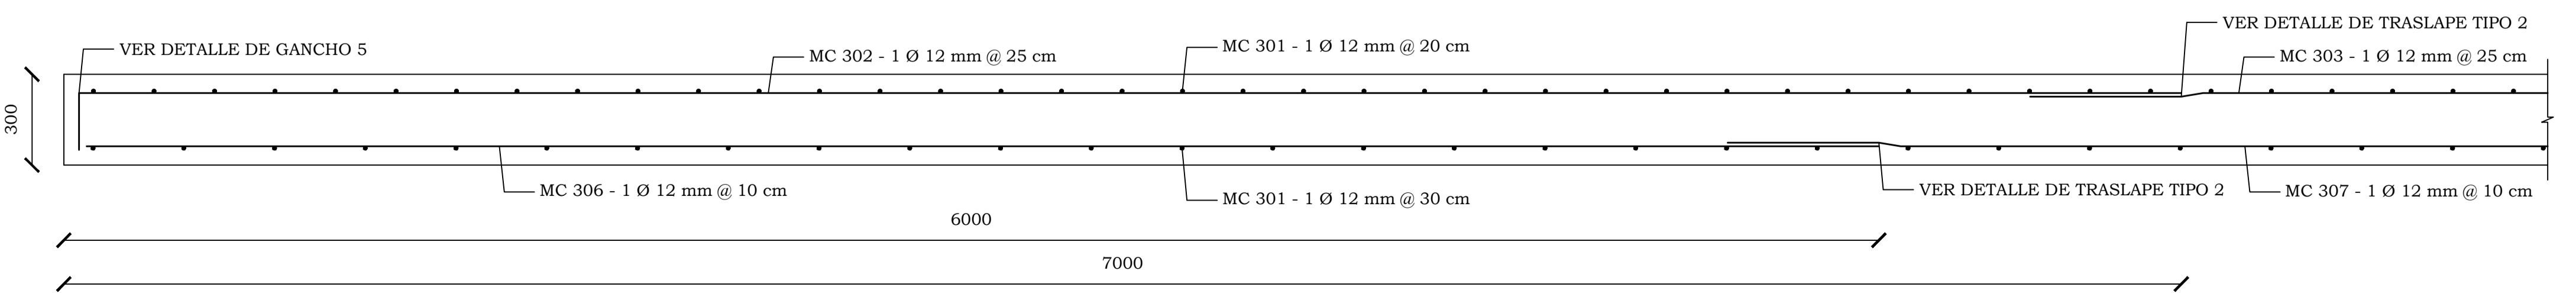 VER DETALLE DE TRASLAPE TIPO 2
VER DETALLE DE GANCHO 5
MC 302 - 1 Ø 12 mm @ 25 cm
MC 301 - 1 Ø 12 mm @ 20 cm
MC 303 - 1 Ø 12 mm @ 25 cm
300
MC 306 - 1 Ø 12 mm @ 10 cm
MC 301 - 1 Ø 12 mm @ 30 cm
VER DETALLE DE TRASLAPE TIPO 2
MC 307 - 1 Ø 12 mm @ 10 cm
6000
7000